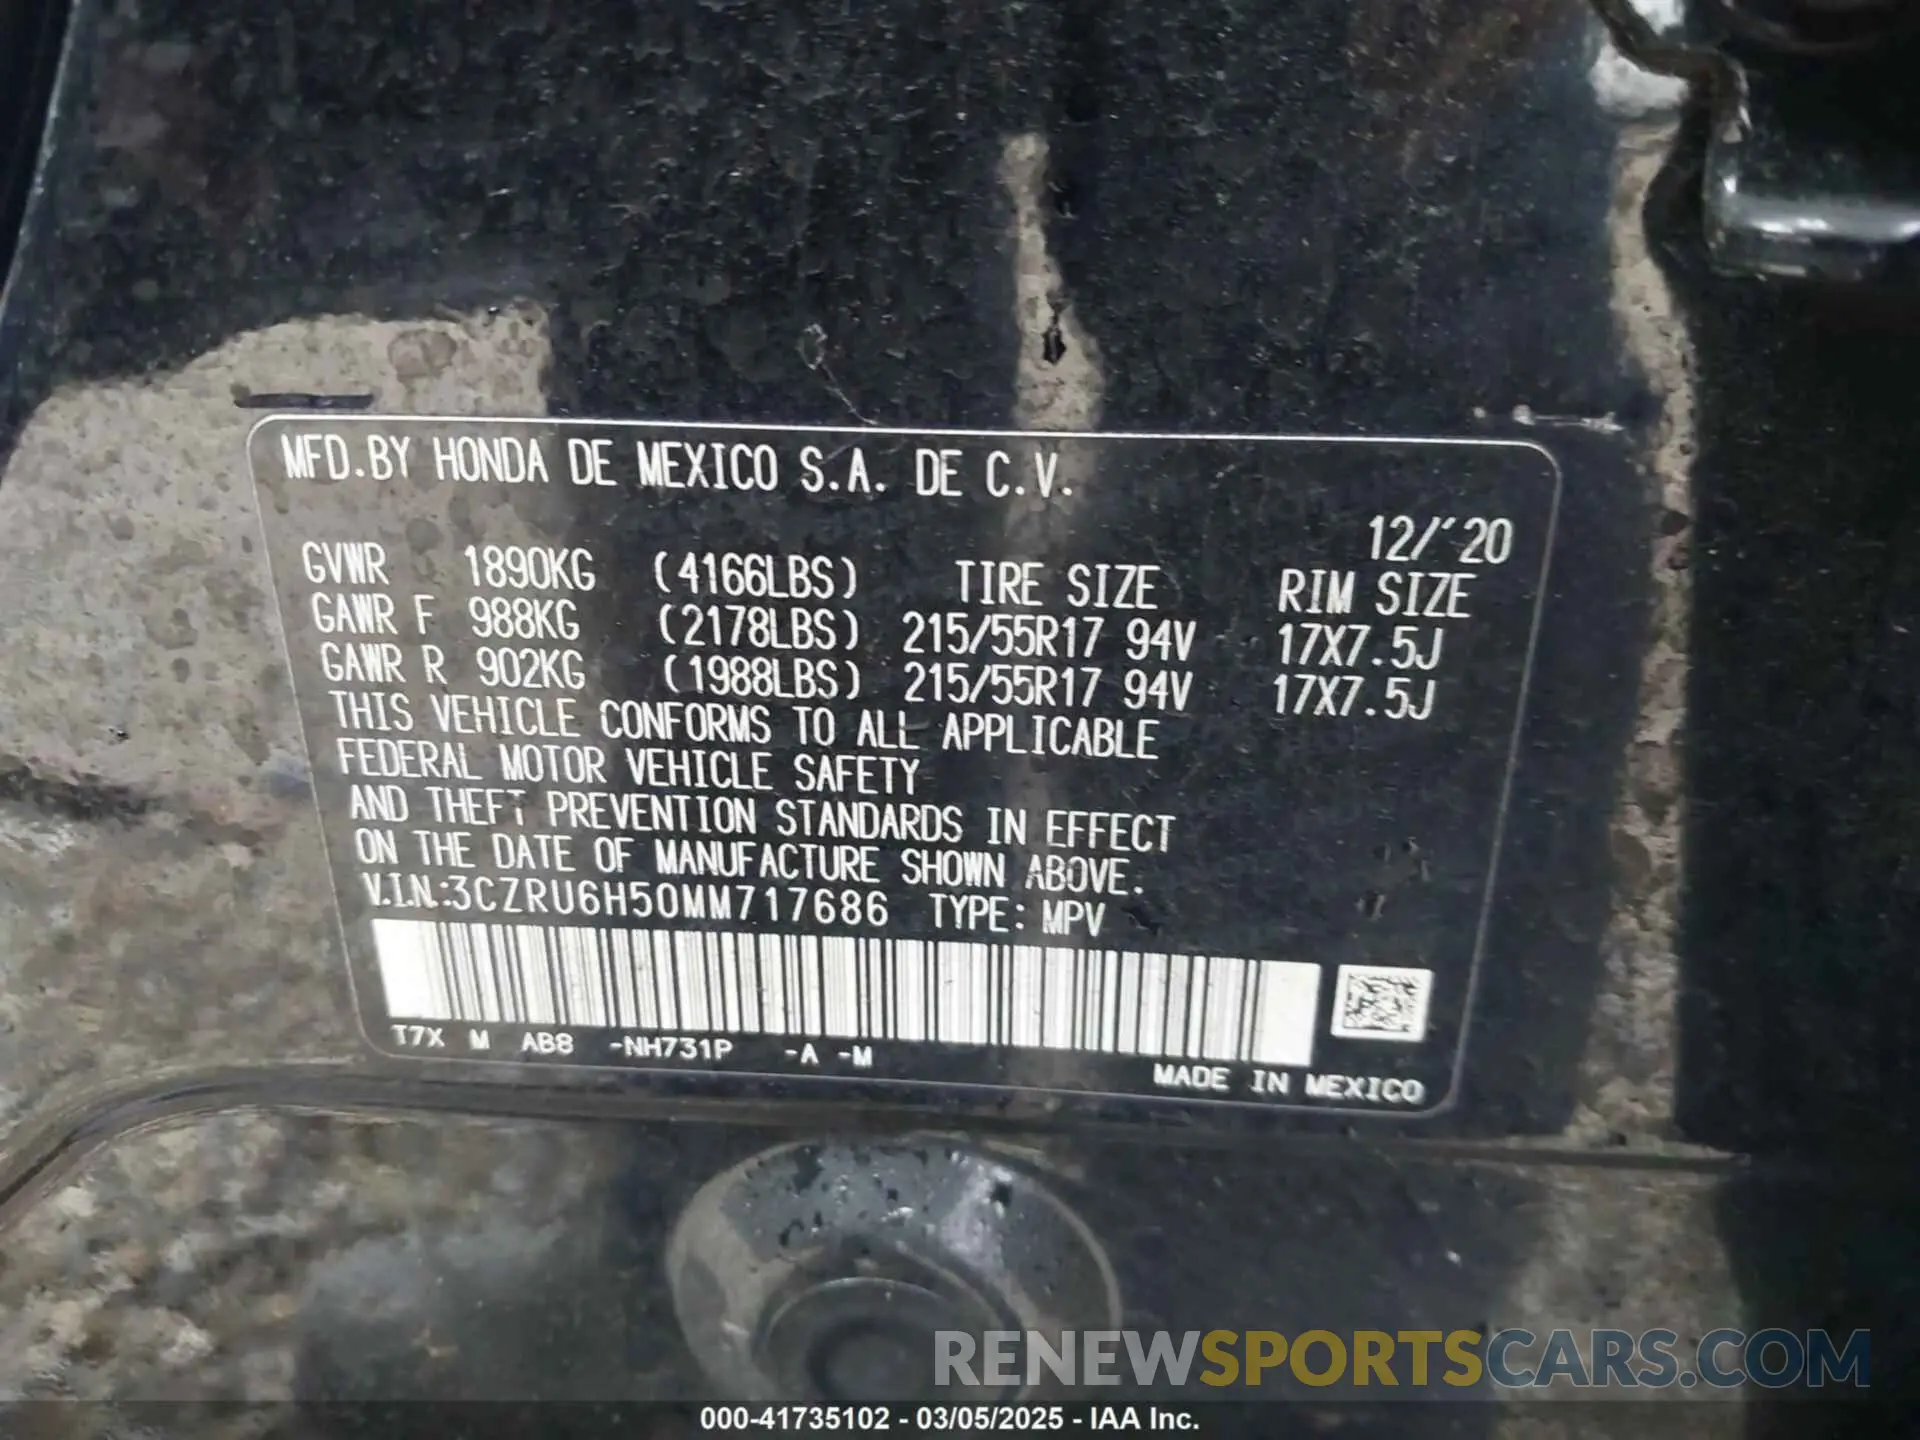 MFD.BY HONDA DE MEXICO S.A. DE C.V.
12/'20
GVWR 1890KG (4166LBS) TIRE SIZE RIM SIZE
GAWR F 988KG (2178LBS) 215/55R17 94V 17X7.5J
GAWR R 902KG (1988LBS) 215/55R17 94V 17X7.5J
THIS VEHICLE CONFORMS TO ALL APPLICABLE
FEDERAL MOTOR VEHICLE SAFETY
AND THEFT PREVENTION STANDARDS IN EFFECT
ON THE DATE OF MANUFACTURE SHOWN ABOVE.
V.I.N.:3CZRU6H50MM717686 TYPE: MPV
T7X M AB8 -NH731P -A -M
MADE IN MEXICO
RENEWSPORTSCARS.COM
000-41735102 - 03/05/2025 - IAA Inc.